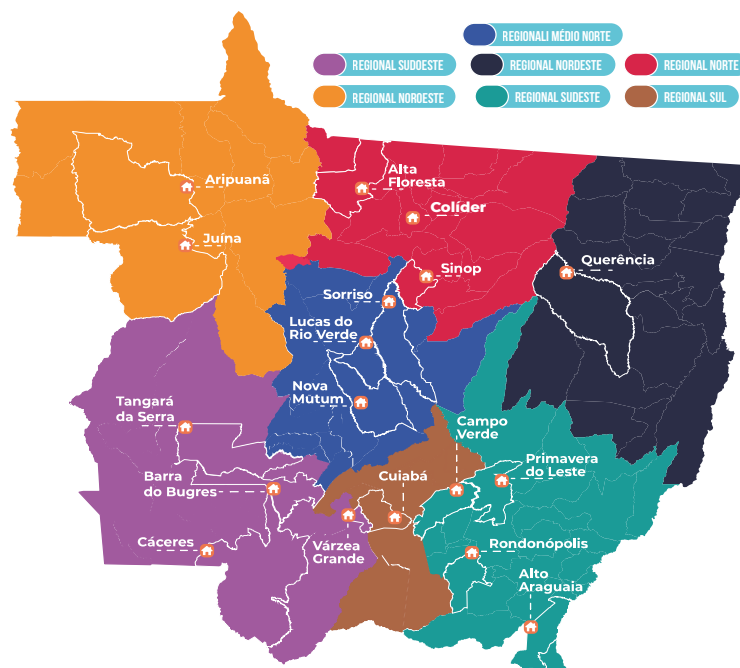 REGIONALI MÉDIO NORTE
REGIONAL SUDOESTE
REGIONAL NORDESTE
REGIONAL NORTE
REGIONAL NOROESTE
REGIONAL SUDESTE
REGIONAL SUL
Aripuanã
Alta
Floresta
Colíder
Juína
Querência
Sinop
Sorriso
Lucas do
Rio Verde
Nova
Mutum
Tangará
da Serra
Campo
Verde
Barra
do Bugres
Cuiabá
Primavera
do Leste
Cáceres
Várzea
Grande
Rondonópolis
Alto
Araguaia